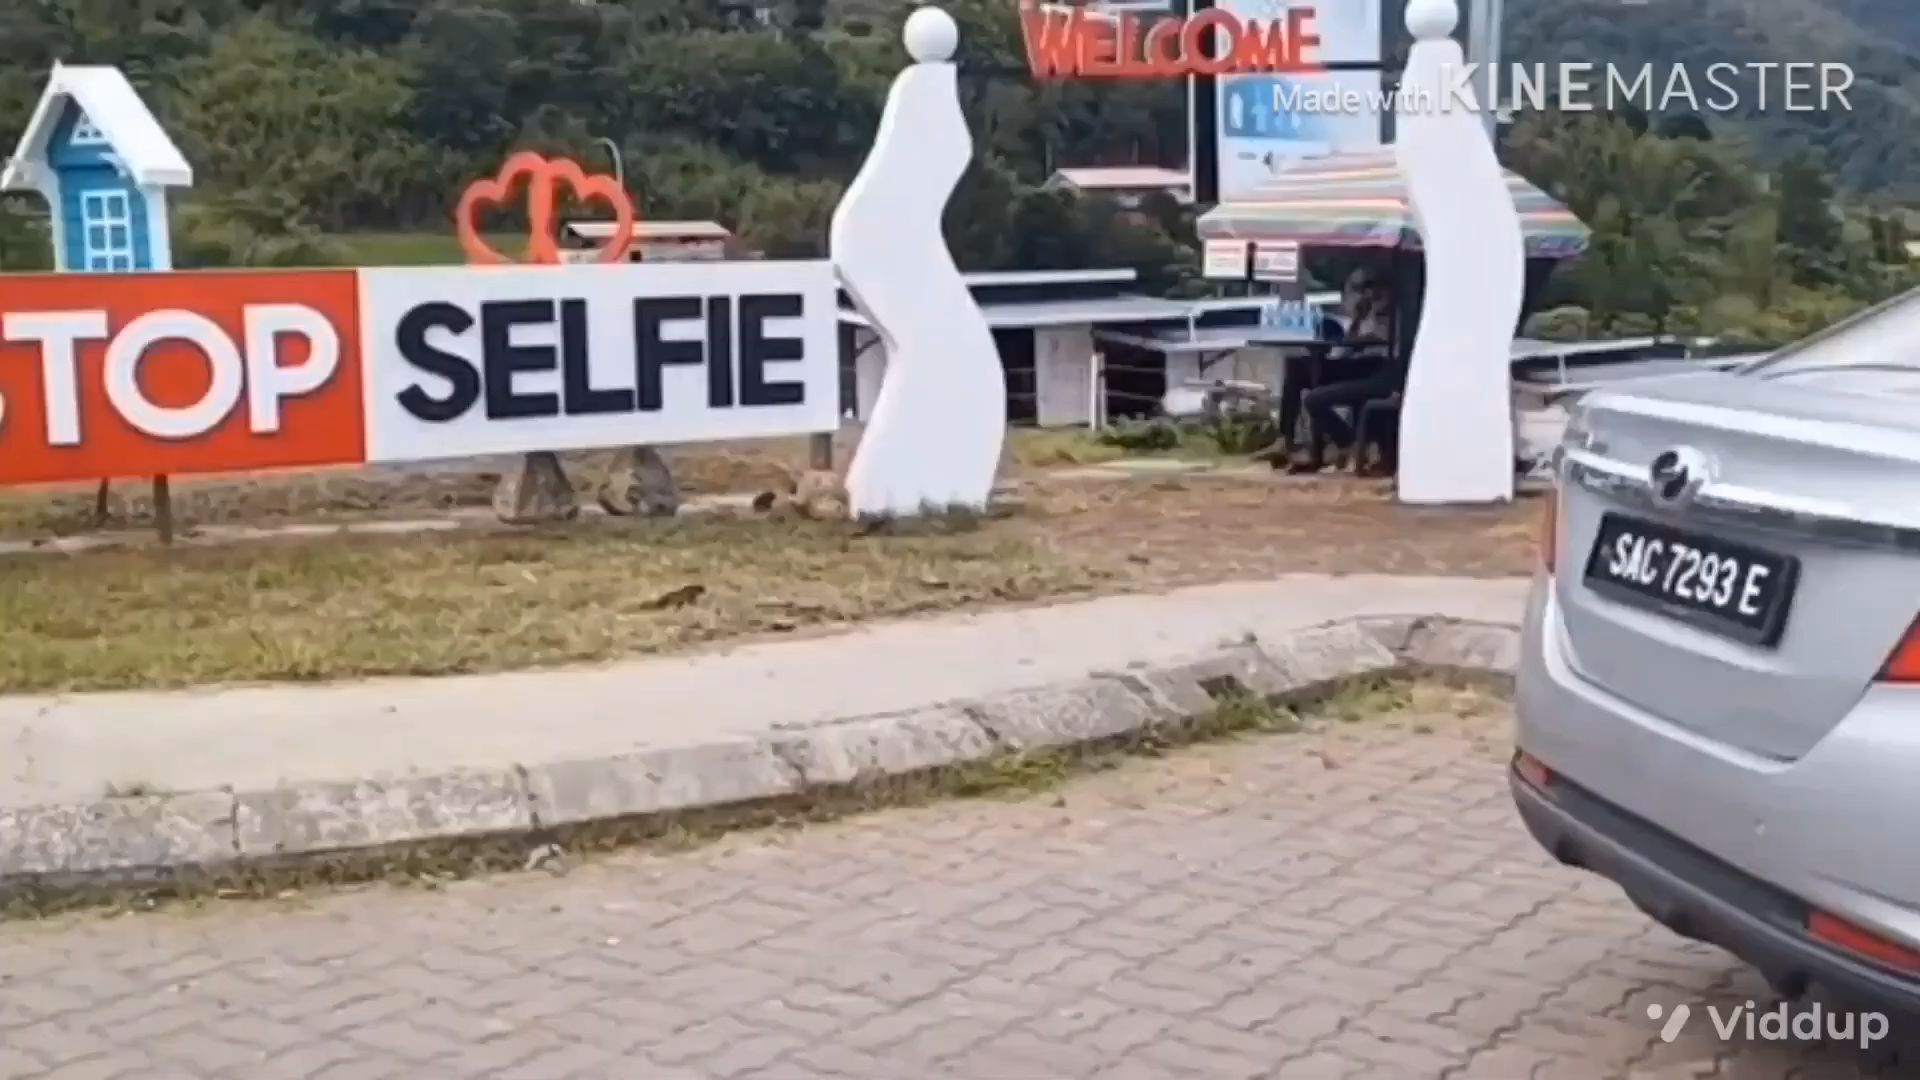 WELCOME
Made with KINEMASTER
STOP SELFIE
SAC 7293 E
Viddup